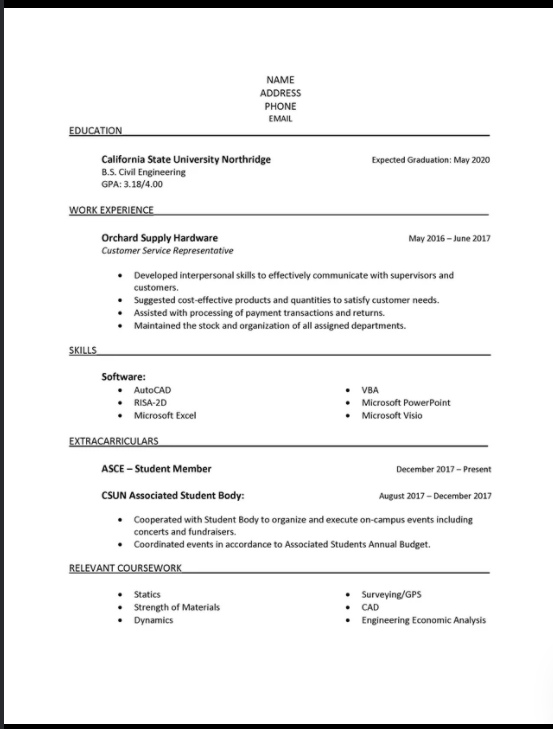 NAME
ADDRESS
PHONE
EMAIL
EDUCATION
California State University Northridge Expected Graduation: May 2020
B.S. Civil Engineering
GPA: 3.18/4.00
WORK EXPERIENCE
Orchard Supply Hardware May 2016 – June 2017
Customer Service Representative
• Developed interpersonal skills to effectively communicate with supervisors and
customers.
• Suggested cost-effective products and quantities to satisfy customer needs.
• Assisted with processing of payment transactions and returns.
• Maintained the stock and organization of all assigned departments.
SKILLS
Software:
• AutoCAD • VBA
• RISA-2D • Microsoft PowerPoint
• Microsoft Excel • Microsoft Visio
EXTRACARRICULARS
ASCE – Student Member December 2017 – Present
CSUN Associated Student Body: August 2017 – December 2017
• Cooperated with Student Body to organize and execute on-campus events including
concerts and fundraisers.
• Coordinated events in accordance to Associated Students Annual Budget.
RELEVANT COURSEWORK
• Statics • Surveying/GPS
• Strength of Materials • CAD
• Dynamics • Engineering Economic Analysis